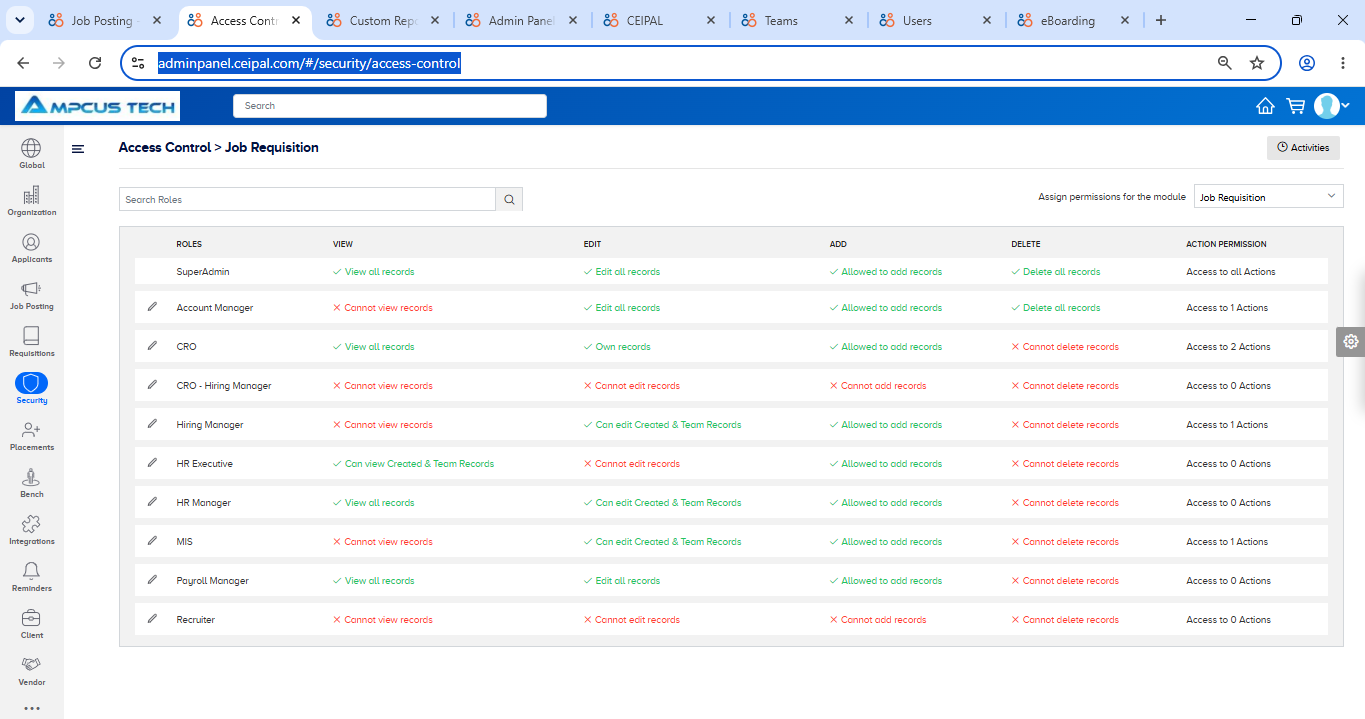 Job Posting -
Access Contr
Custom Repo
Admin Panel
CEIPAL
Teams
Users
eBoarding
adminpanel.ceipal.com/#/security/access-control
AMPCUS TECH
Search
Global
Organization
Applicants
Job Posting
Requisitions
Security
Placements
Bench
Integrations
Reminders
Client
Vendor
Access Control > Job Requisition
Activities
Search Roles
Assign permissions for the module
Job Requisition
ROLES VIEW EDIT ADD DELETE ACTION PERMISSION
SuperAdmin View all records Edit all records Allowed to add records Delete all records Access to all Actions
Account Manager Cannot view records Edit all records Allowed to add records Delete all records Access to 1 Actions
CRO View all records Own records Allowed to add records Cannot delete records Access to 2 Actions
CRO - Hiring Manager Cannot view records Cannot edit records Cannot add records Cannot delete records Access to 0 Actions
Hiring Manager Cannot view records Can edit Created & Team Records Allowed to add records Cannot delete records Access to 1 Actions
HR Executive Can view Created & Team Records Cannot edit records Allowed to add records Cannot delete records Access to 0 Actions
HR Manager View all records Can edit Created & Team Records Allowed to add records Cannot delete records Access to 0 Actions
MIS Cannot view records Can edit Created & Team Records Allowed to add records Cannot delete records Access to 1 Actions
Payroll Manager View all records Edit all records Allowed to add records Cannot delete records Access to 0 Actions
Recruiter Cannot view records Cannot edit records Cannot add records Cannot delete records Access to 0 Actions